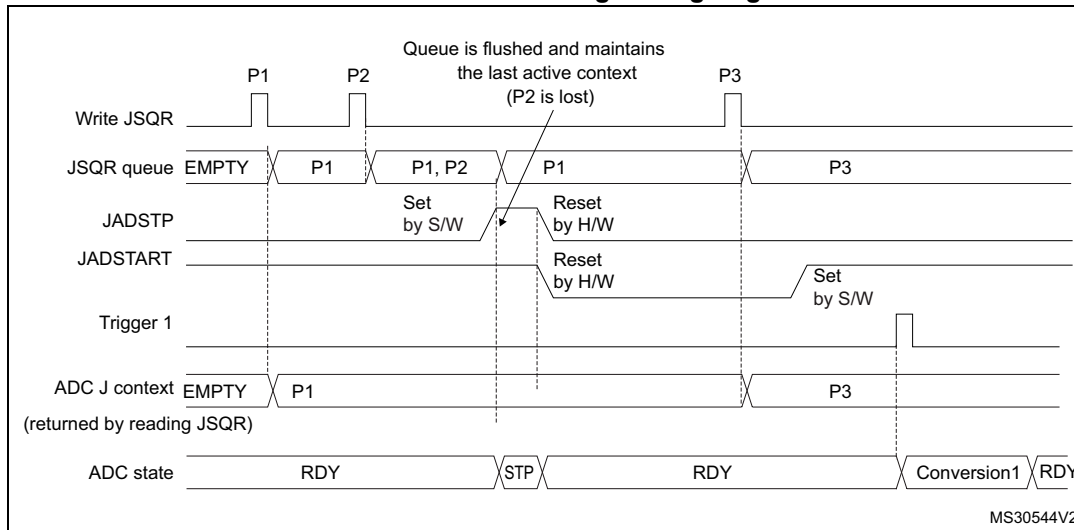 Queue is flushed and maintains
the last active context
(P2 is lost)
P1
P2
P3
Write JSQR
JSQR queue
EMPTY
P1
P1, P2
P1
P3
Set
by S/W
Reset
by H/W
JADSTP
JADSTART
Reset
by H/W
Set
by S/W
Trigger 1
ADC J context
EMPTY
P1
P3
(returned by reading JSQR)
ADC state
RDY
STP
RDY
Conversion1
RDY
MS30544V2